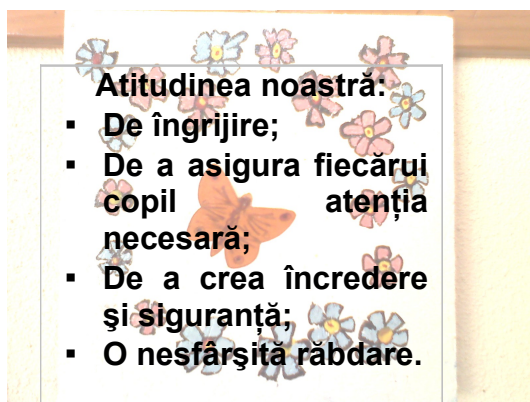 Atitudinea noastră:
▪ De îngrijire;
▪ De a asigura fiecărui
copil atenția
necesară;
▪ De a crea încredere
şi siguranță;
▪ O nesfârşită răbdare.